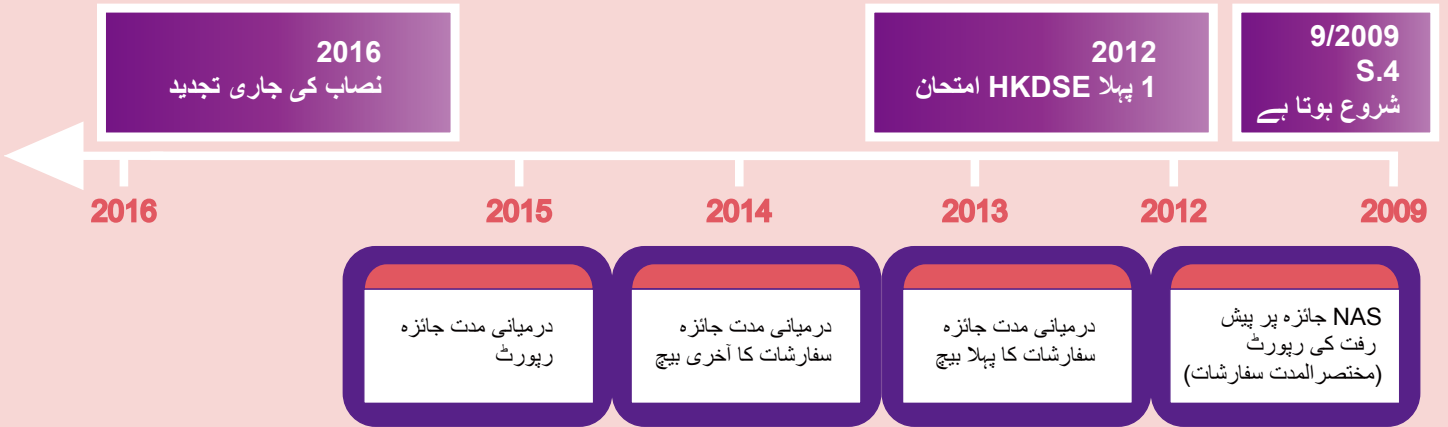 9/2009
S.4
شروع ہوتا ہے
2012
1 پہلا HKDSE امتحان
2016
نصاب کی جاری تجدید
2009
2012
2013
2014
2015
2016
NAS جائزہ پر پیش
رفت کی رپورٹ
(مختصرالمدت سفارشات)
درمیانی مدت جائزہ
سفارشات کا پہلا بیچ
درمیانی مدت جائزہ
سفارشات کا آخری بیچ
درمیانی مدت جائزہ
رپورٹ